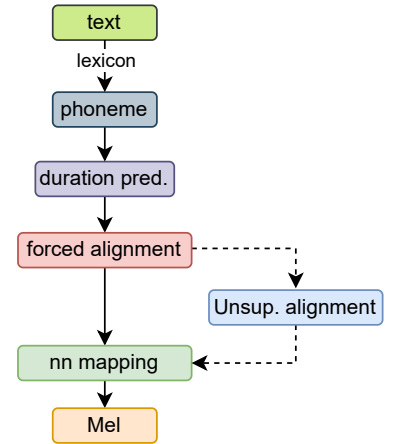 text
lexicon
phoneme
duration pred.
forced alignment
Unsup. alignment
nn mapping
Mel